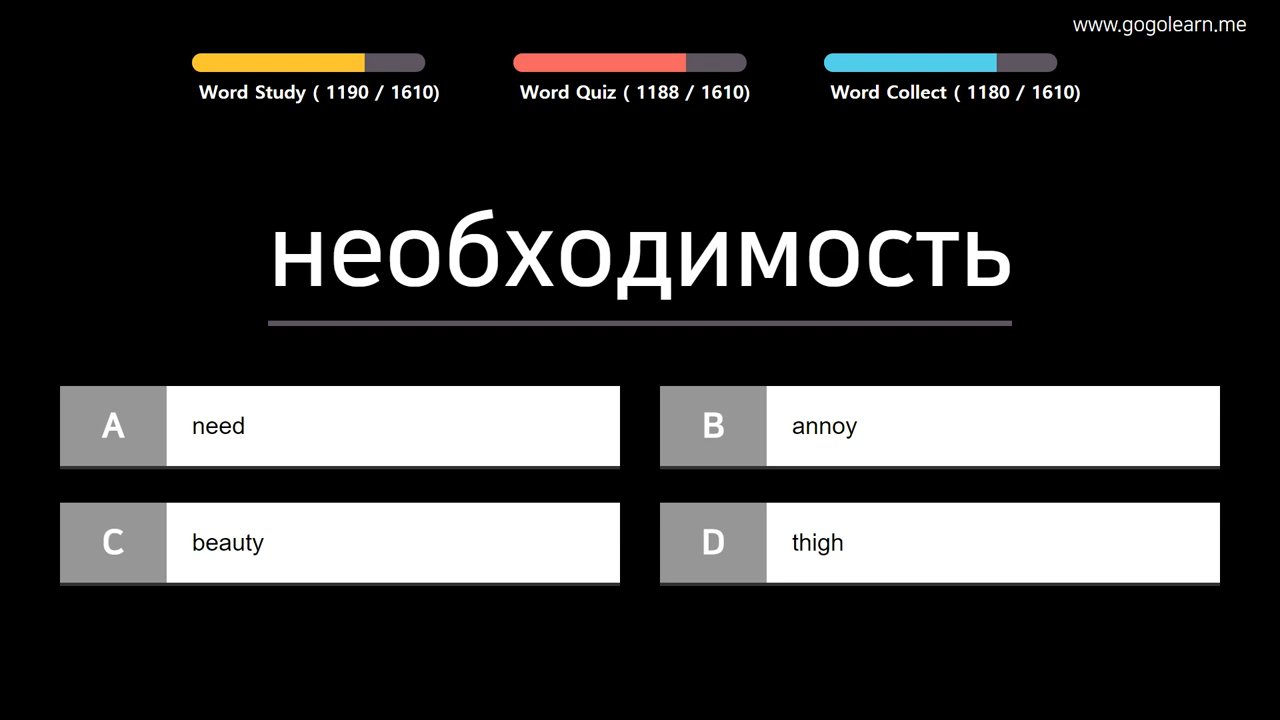 www.gogolearn.me
Word Study ( 1190 / 1610)
Word Quiz ( 1188 / 1610)
Word Collect ( 1180 / 1610)
необходимость
A need
B annoy
C beauty
D thigh